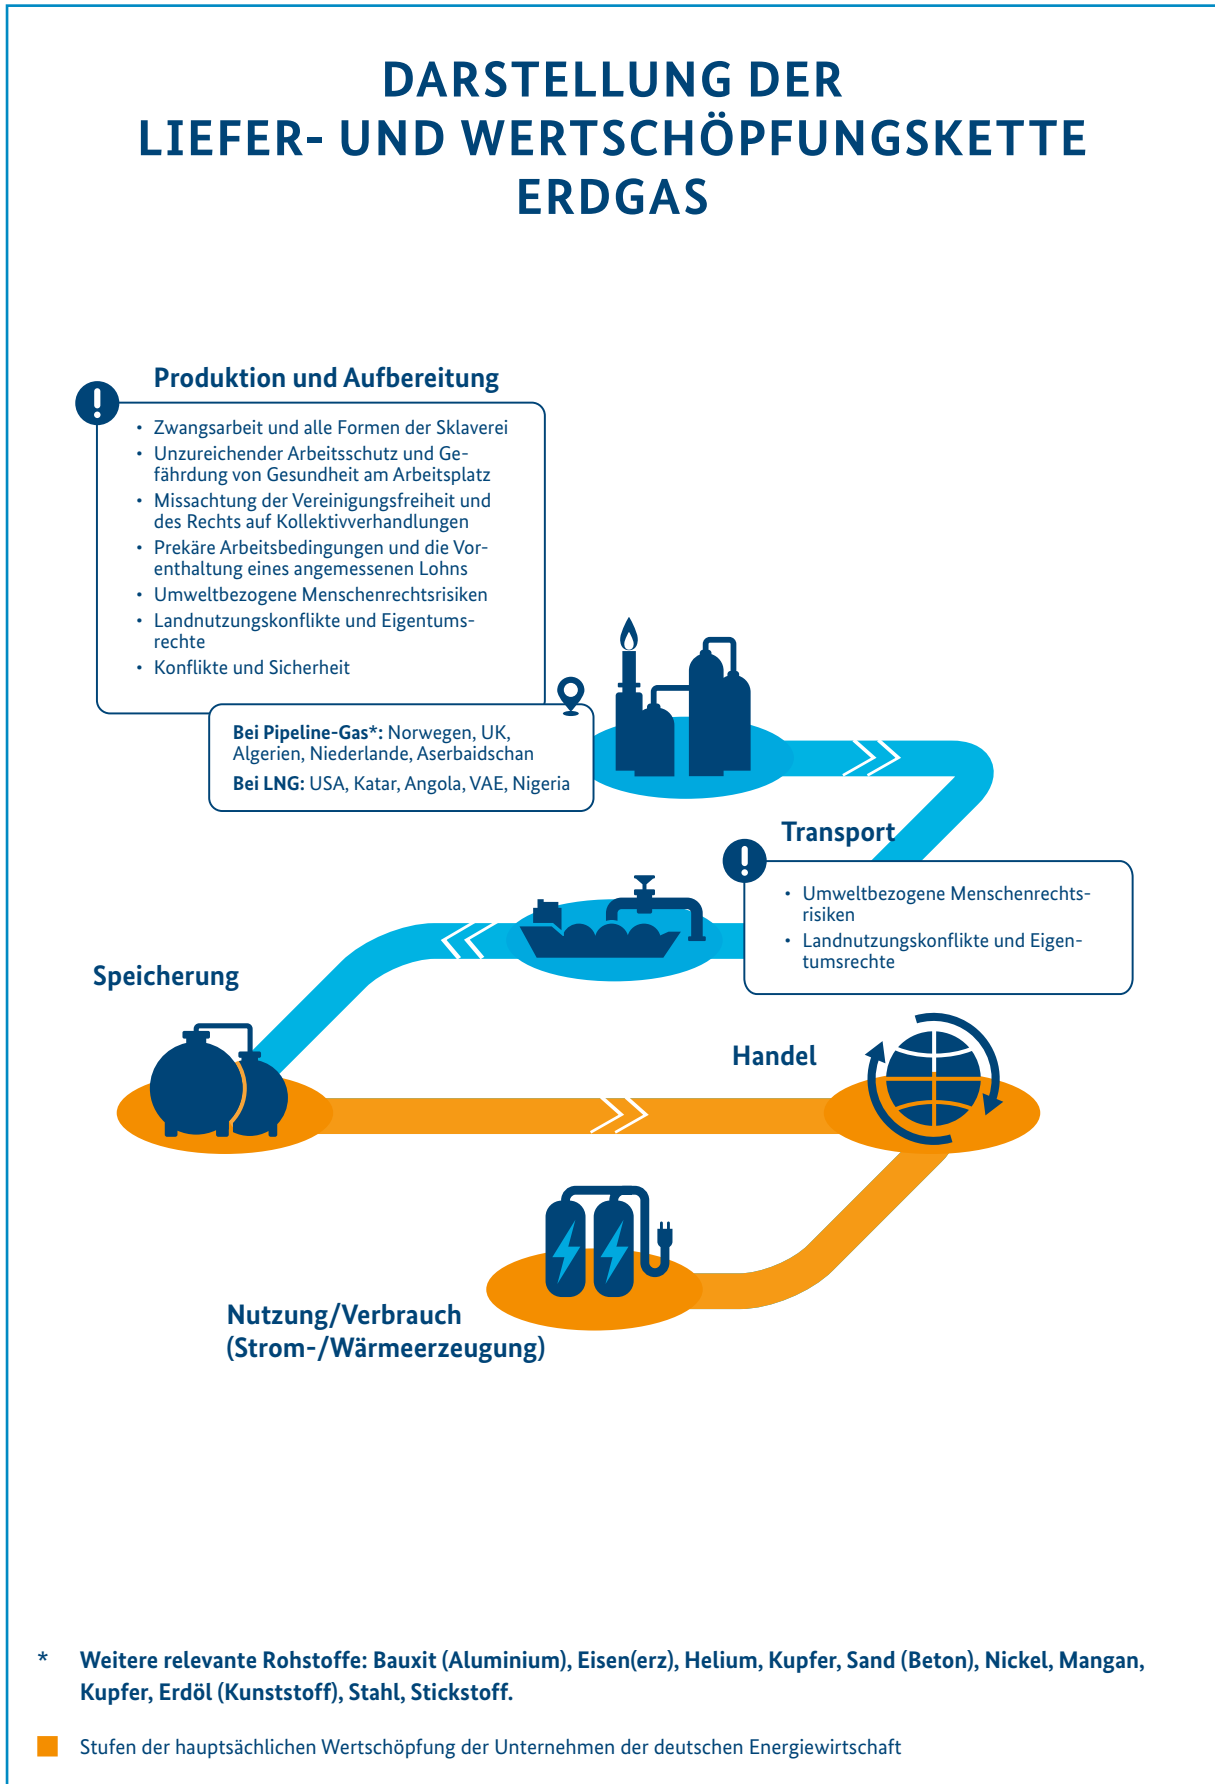 DARSTELLUNG DER
LIEFER- UND WERTSCHÖPFUNGSKETTE
ERDGAS
Produktion und Aufbereitung
• Zwangsarbeit und alle Formen der Sklaverei
• Unzureichender Arbeitsschutz und Ge-
fährdung von Gesundheit am Arbeitsplatz
• Missachtung der Vereinigungsfreiheit und
des Rechts auf Kollektivverhandlungen
• Prekäre Arbeitsbedingungen und die Vor-
enthaltung eines angemessenen Lohns
• Umweltbezogene Menschenrechtsrisiken
• Landnutzungskonflikte und Eigentums-
rechte
• Konflikte und Sicherheit
Bei Pipeline-Gas*: Norwegen, UK,
Algerien, Niederlande, Aserbaidschan
Bei LNG: USA, Katar, Angola, VAE, Nigeria
Transport
• Umweltbezogene Menschenrechts-
risiken
• Landnutzungskonflikte und Eigen-
tumsrechte
Speicherung
Handel
Nutzung/Verbrauch
(Strom-/Wärmeerzeugung)
* Weitere relevante Rohstoffe: Bauxit (Aluminium), Eisen(erz), Helium, Kupfer, Sand (Beton), Nickel, Mangan,
Kupfer, Erdöl (Kunststoff), Stahl, Stickstoff.
Stufen der hauptsächlichen Wertschöpfung der Unternehmen der deutschen Energiewirtschaft